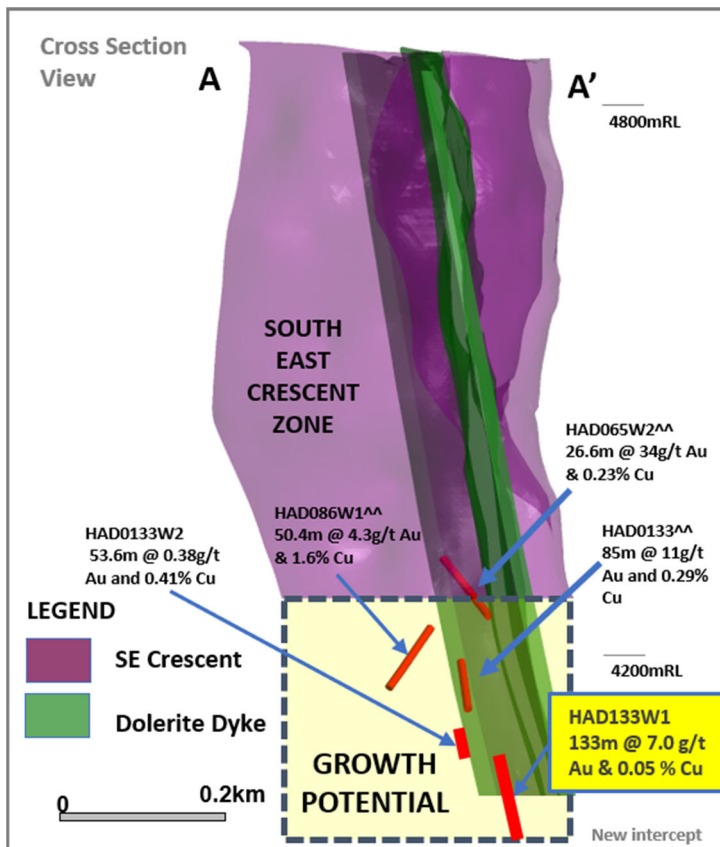 Cross Section
View
A
A'
4800mRL
SOUTH
EAST
CRESCENT
ZONE
HAD065W2^^
26.6m @ 34g/t Au
& 0.23% Cu
HAD086W1^^
50.4m @ 4.3g/t Au
& 1.6% Cu
HAD0133W2
53.6m @ 0.38g/t
Au and 0.41% Cu
HAD0133^^
85m @ 11g/t
Au and 0.29%
Cu
LEGEND
SE Crescent
Dolerite Dyke
4200mRL
HAD133W1
133m @ 7.0 g/t
Au & 0.05 % Cu
GROWTH
POTENTIAL
0
0.2km
New intercept